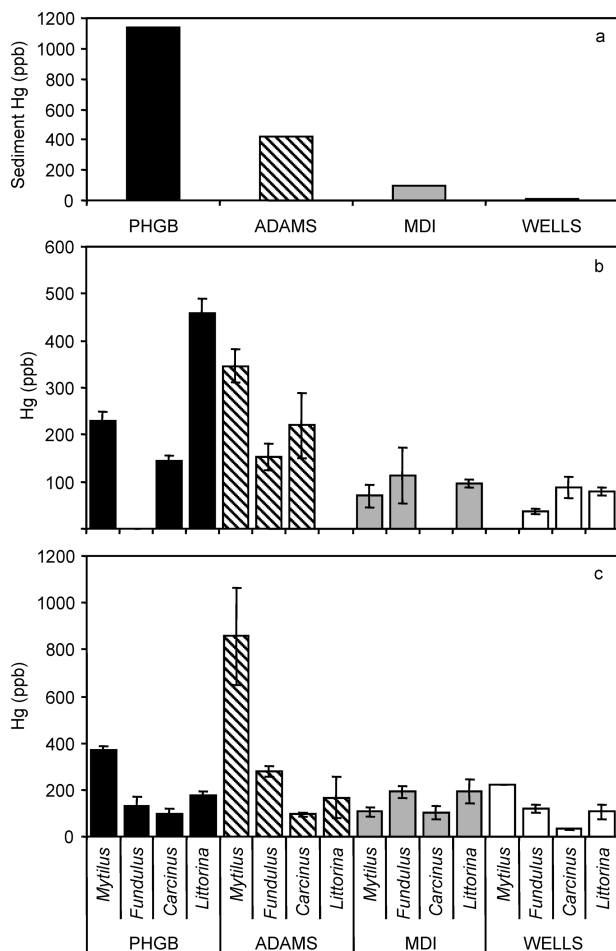 1200
a
1000
800
600
400
200
0
Sediment Hg (ppb)
PHGB ADAMS MDI WELLS
600
b
500
400
300
200
100
Hg (ppb)
1200
c
1000
800
600
400
200
0
Hg (ppb)
Mytilus Fundulus Carcinus Littorina Mytilus Fundulus Carcinus Littorina Mytilus Fundulus Carcinus Littorina Mytilus Fundulus Carcinus Littorina
PHGB ADAMS MDI WELLS